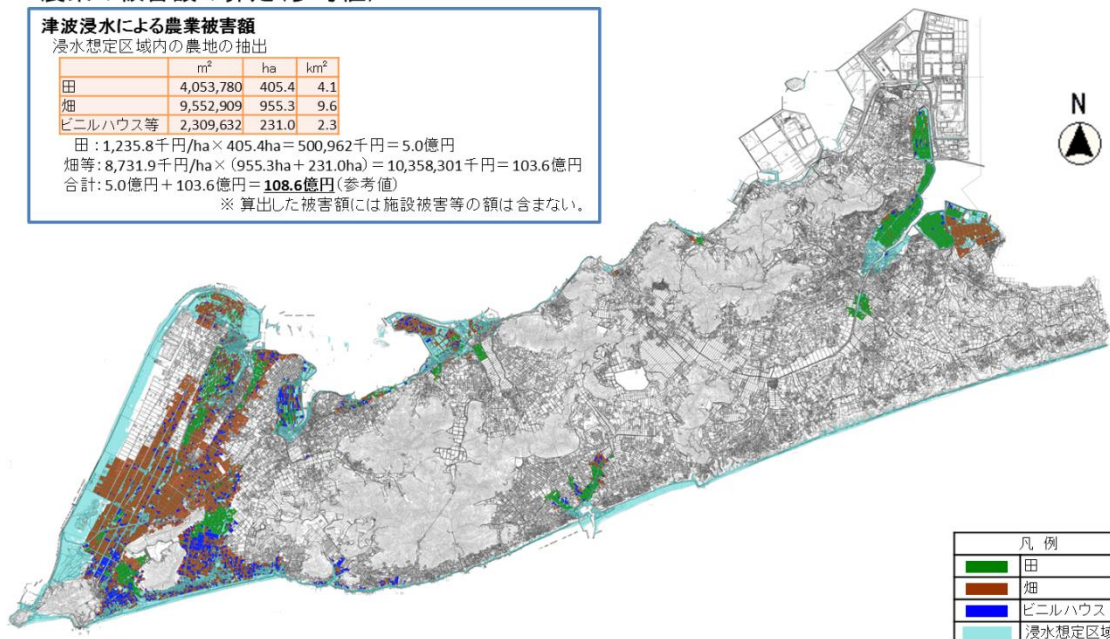 津波浸水による農業被害額
浸水想定区域内の農地の抽出
m² ha km²
田 4,053,780 405.4 4.1
畑 9,552,909 955.3 9.6
ビニルハウス等 2,309,632 231.0 2.3
田：1,235.8千円/ha×405.4ha＝500,962千円＝5.0億円
畑等：8,731.9千円/ha×（955.3ha＋231.0ha）＝10,358,301千円＝103.6億円
合計：5.0億円＋103.6億円＝108.6億円（参考値）
※ 算出した被害額には施設被害等の額は含まない。
N
凡 例
田
畑
ビニルハウス
浸水想定区域